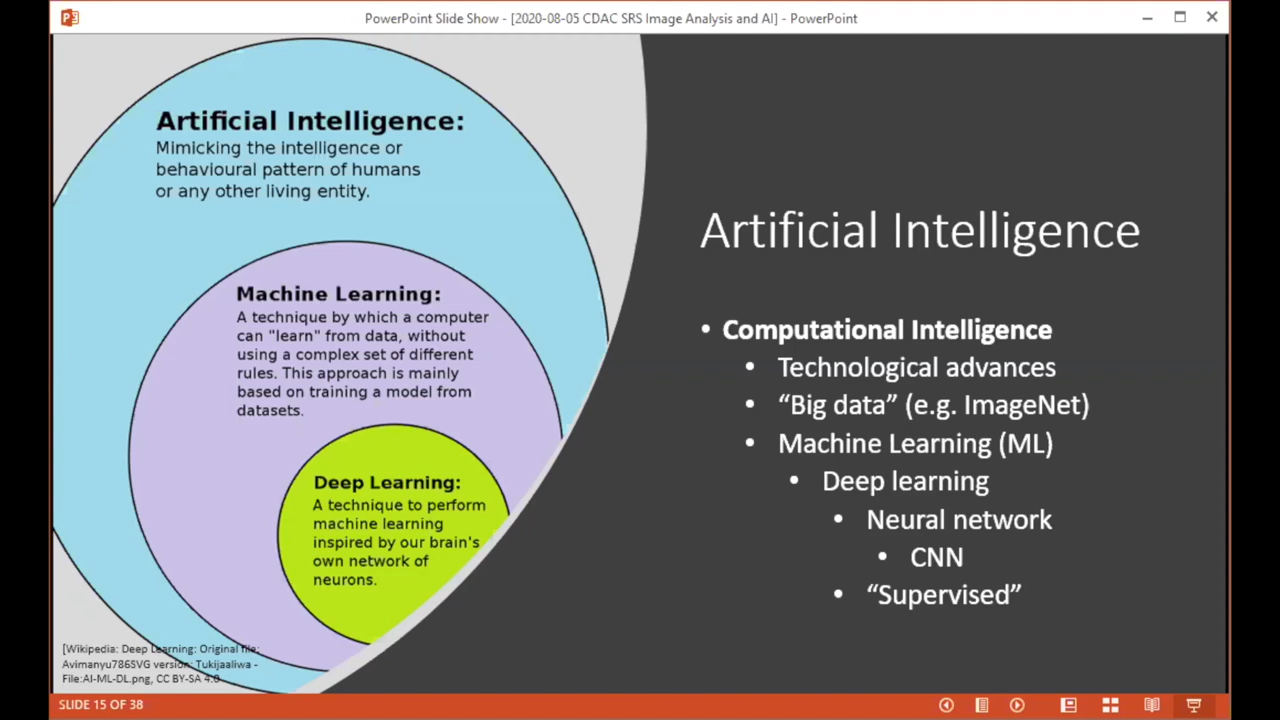 PowerPoint Slide Show - [2020-08-05 CDAC SRS Image Analysis and AI] - PowerPoint
Artificial Intelligence:
Mimicking the intelligence or
behavioural pattern of humans
or any other living entity.
Machine Learning:
A technique by which a computer
can "learn" from data, without
using a complex set of different
rules. This approach is mainly
based on training a model from
datasets.
Deep Learning:
A technique to perform
machine learning
inspired by our brain's
own network of
neurons.
[Wikipedia: Deep Learning: Original file:
Avimanyu786SVG version: Tukijaaliwa -
File:AI-ML-DL.png, CC BY-SA 4.0
Artificial Intelligence
• Computational Intelligence
• Technological advances
• “Big data” (e.g. ImageNet)
• Machine Learning (ML)
• Deep learning
• Neural network
• CNN
• “Supervised”
SLIDE 15 OF 38